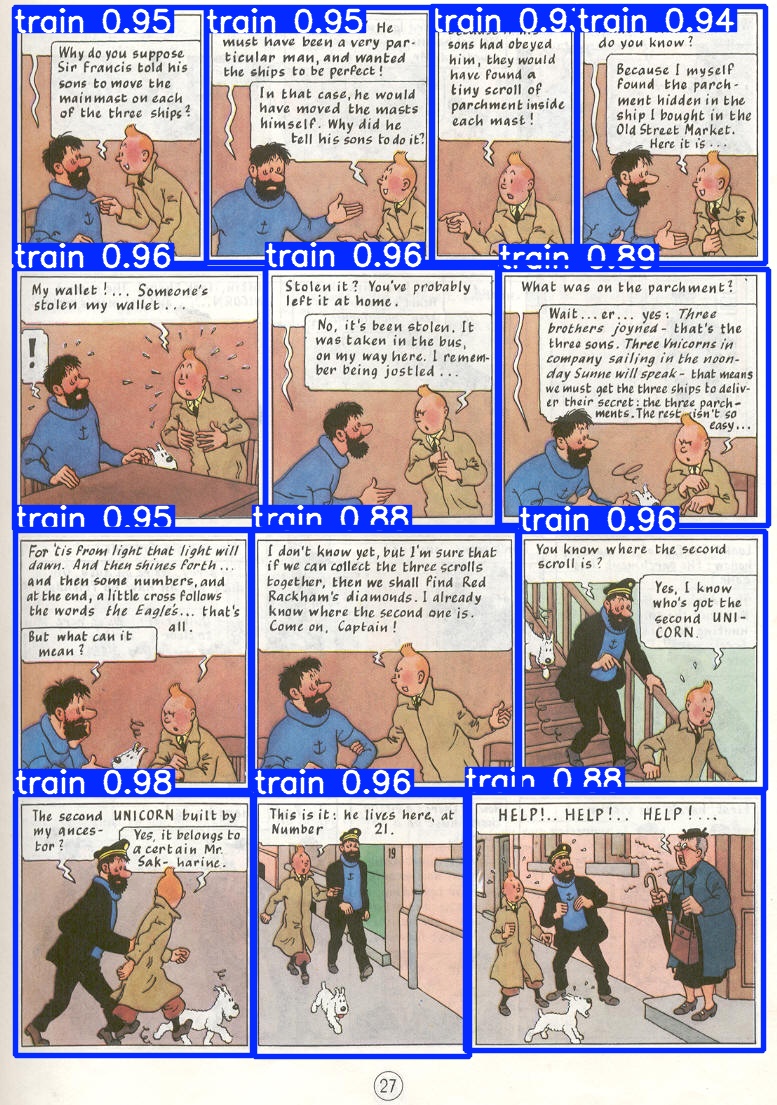 train 0.95
Why do you suppose
Sir Francis told his
sons to move the
mainmast on each
of the three ships?
train 0.95
He
must have been a very par-
ticular man, and wanted
the ships to be perfect!
In that case, he would
have moved the masts
himself. Why did he
tell his sons to do it?
train 0.9
sons had obeyed
him, they would
have found a
tiny scroll of
parchment inside
each mast!
train 0.94
do you know?
Because I myself
found the parch-
ment hidden in the
ship I bought in the
Old Street Market.
Here it is...
train 0.96
My wallet!... Someone's
stolen my wallet...
!
train 0.96
Stolen it? You've probably
left it at home.
No, it's been stolen. It
was taken in the bus,
on my way here. I remem-
ber being jostled...
train 0.89
What was on the parchment?
Wait...er... yes: Three
brothers joyned - that's the
three sons. Three Unicorns in
company sailing in the noon-
day Sunne will speak - that means
we must get the three ships to deliv-
er their secret: the three parch-
ments. The rest isn't so
easy...
train 0.95
For 'tis from light that light will
dawn. And then shines forth...
and then some numbers, and
at the end, a little cross follows
the words the Eagle's... that's
all.
But what can it
mean?
train 0.88
I don't know yet, but I'm sure that
if we can collect the three scrolls
together, then we shall find Red
Rackham's diamonds. I already
know where the second one is.
Come on, Captain!
train 0.96
You know where the second
scroll is?
Yes, I know
who's got the
second UNI-
CORN.
train 0.98
The second UNICORN built by
my ances-
tor?
Yes, it belongs to
a certain Mr.
Sak- harine.
train 0.96
This is it: he lives here, at
Number 21.
19
train 0.88
HELP!.. HELP!.. HELP!...
27